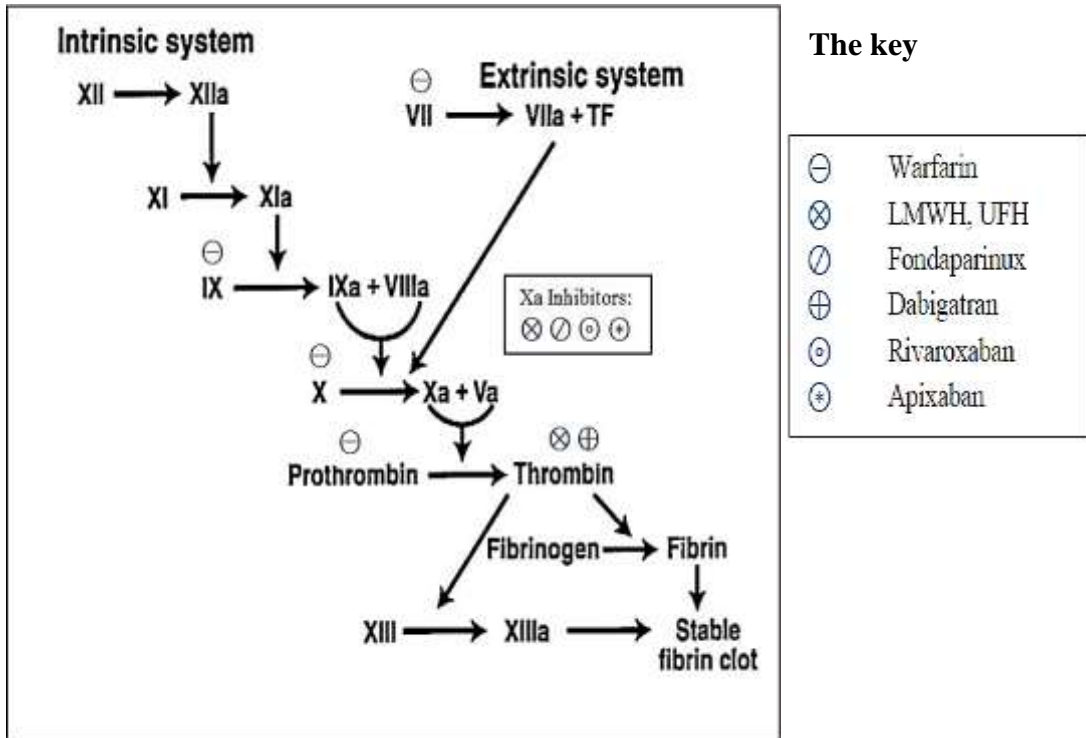 Intrinsic system
The key
Extrinsic system
XII XIIa
VII VIIa + TF
XI XIa
IX IXa + VIIIa
Xa Inhibitors:
X Xa + Va
Prothrombin Thrombin
Fibrinogen Fibrin
XIII XIIIa Stable
fibrin clot
Warfarin
LMWH, UFH
Fondaparinux
Dabigatran
Rivaroxaban
Apixaban